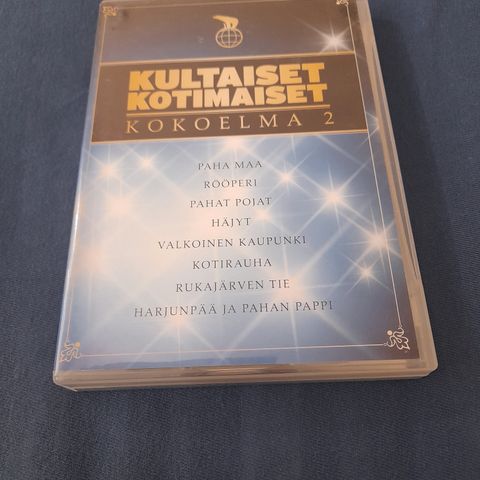 KULTAISET
KOTIMAISET
KOKOELMA 2
PAHA MAA
RÖÖPERI
PAHAT POJAT
HÄJYT
VALKOINEN KAUPUNKI
KOTIRAUHA
RUKAJÄRVEN TIE
HARJUNPÄÄ JA PAHAN PAPPI